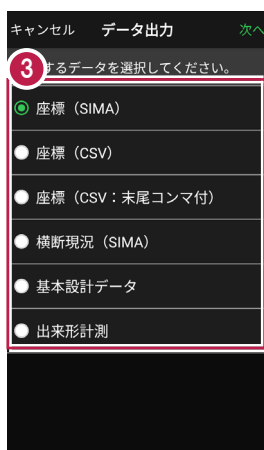 キャンセル データ出力 次へ
3 するデータを選択してください。
座標（SIMA）
座標（CSV）
座標（CSV：末尾コンマ付）
横断現況（SIMA）
基本設計データ
出来形計測